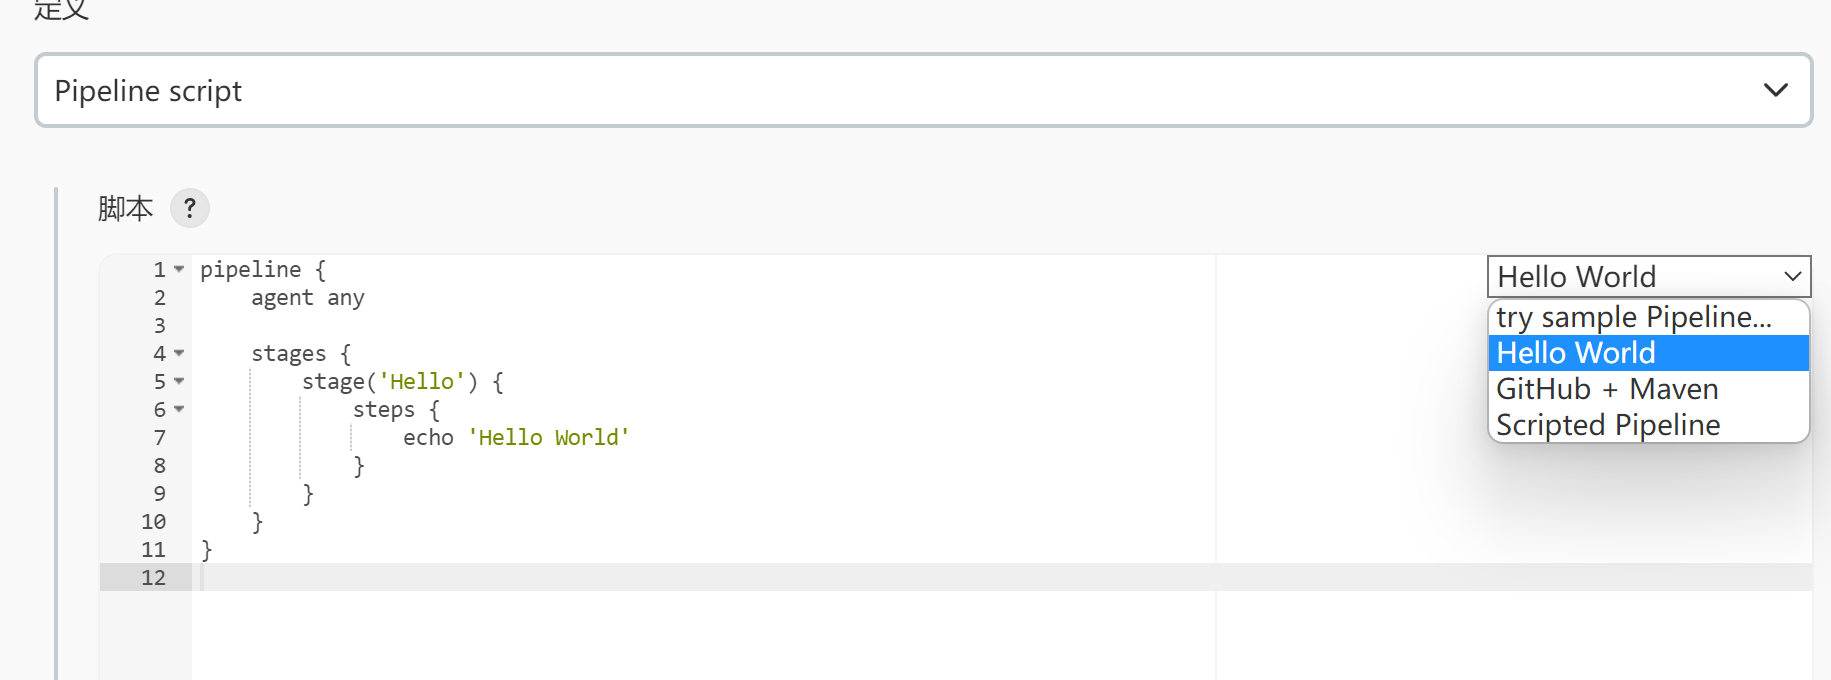 定义
Pipeline script
脚本 ?
1 pipeline {
2 agent any
3
4 stages {
5 stage('Hello') {
6 steps {
7 echo 'Hello World'
8 }
9 }
10 }
11 }
12
Hello World
try sample Pipeline...
Hello World
GitHub + Maven
Scripted Pipeline